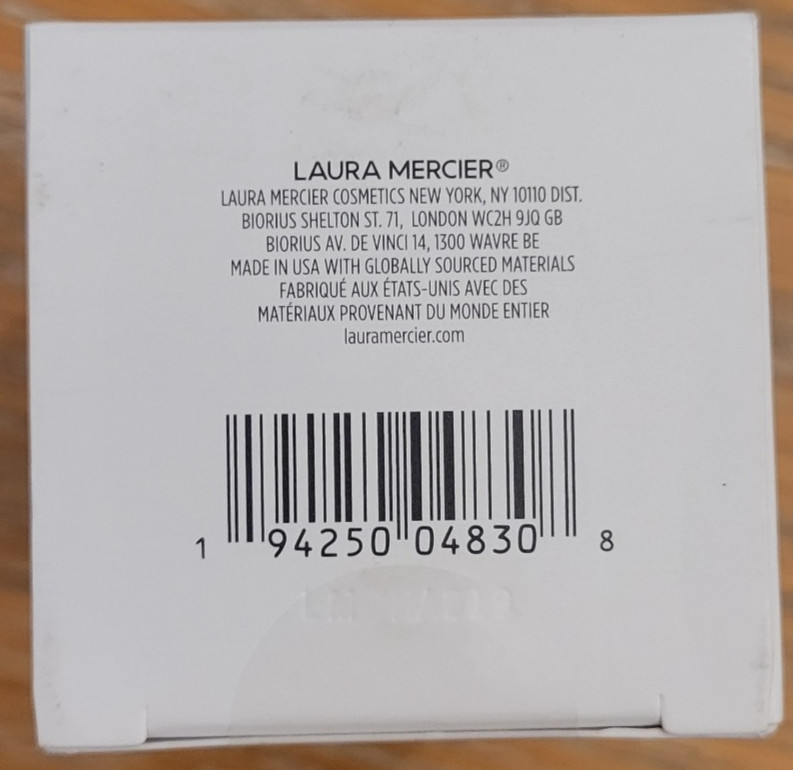 LAURA MERCIER®
LAURA MERCIER COSMETICS NEW YORK, NY 10110 DIST.
BIORIUS SHELTON ST. 71, LONDON WC2H 9JQ GB
BIORIUS AV. DE VINCI 14, 1300 WAVRE BE
MADE IN USA WITH GLOBALLY SOURCED MATERIALS
FABRIQUÉ AUX ÉTATS-UNIS AVEC DES
MATÉRIAUX PROVENANT DU MONDE ENTIER
lauramercier.com
1 94250 04830 8